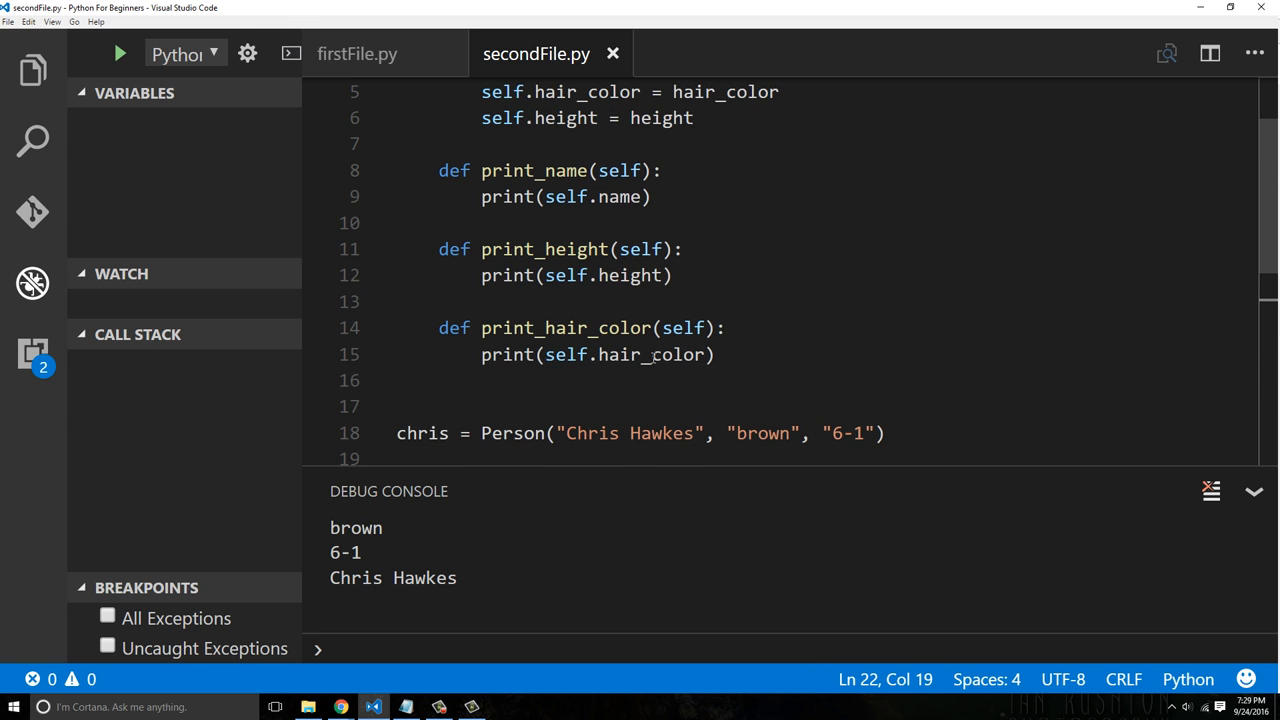 secondFile.py - Python For Beginners - Visual Studio Code
File Edit View Go Help
Pythor firstFile.py secondFile.py
VARIABLES
WATCH
CALL STACK
2
BREAKPOINTS
All Exceptions
Uncaught Exceptions
5 self.hair_color = hair_color
6 self.height = height
7
8 def print_name(self):
9 print(self.name)
10
11 def print_height(self):
12 print(self.height)
13
14 def print_hair_color(self):
15 print(self.hair_color)
16
17
18 chris = Person("Chris Hawkes", "brown", "6-1")
19
DEBUG CONSOLE
brown
6-1
Chris Hawkes
0 0 Ln 22, Col 19 Spaces: 4 UTF-8 CRLF Python
I'm Cortana. Ask me anything. 7:29 PM
9/24/2016